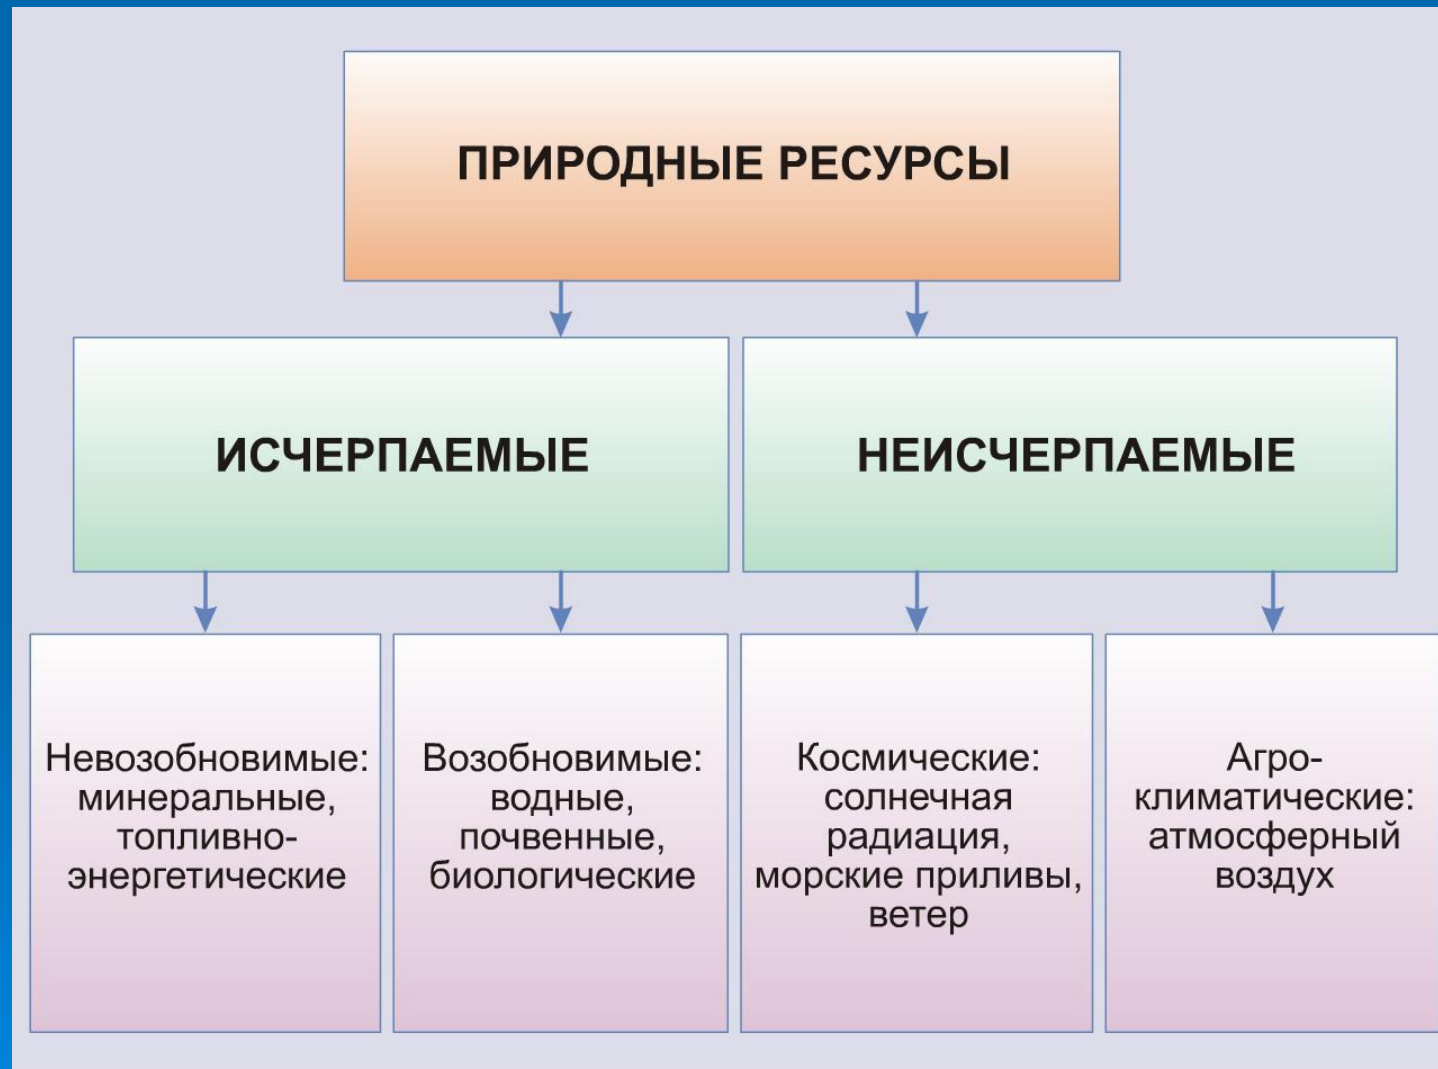 ПРИРОДНЫЕ РЕСУРСЫ
ИСЧЕРПАЕМЫЕ
НЕИСЧЕРПАЕМЫЕ
Невозобновимые:
минеральные,
топливно-
энергетические
Возобновимые:
водные,
почвенные,
биологические
Космические:
солнечная
радиация,
морские приливы,
ветер
Агро-
климатические:
атмосферный
воздух